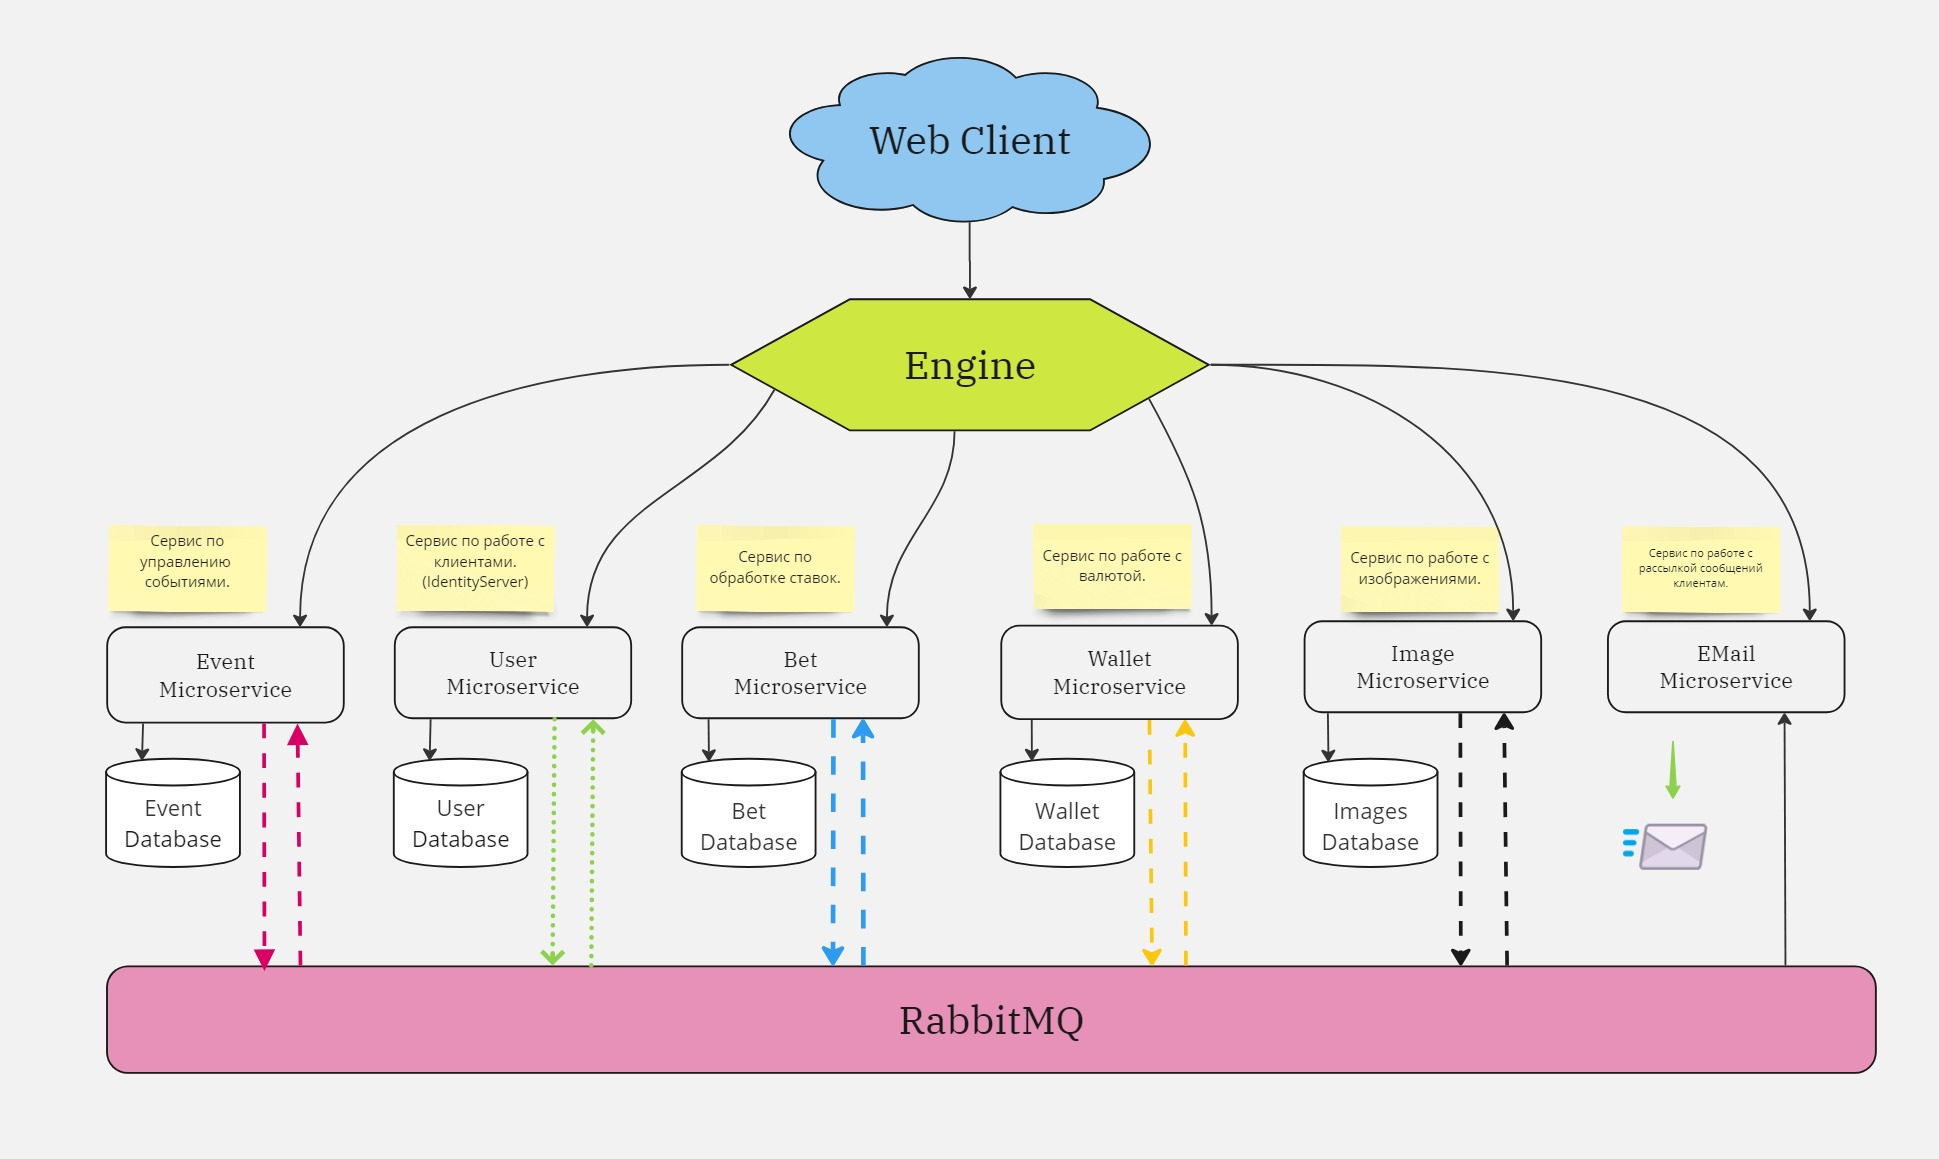 Web Client
Engine
Сервис по
управлению
событиями.
Сервис по работе с
клиентами.
(IdentityServer)
Сервис по
обработке ставок.
Сервис по работе с
валютой.
Сервис по работе с
изображениями.
Сервис по работе с
рассылкой сообщений
клиентам.
Event
Microservice
User
Microservice
Bet
Microservice
Wallet
Microservice
Image
Microservice
EMail
Microservice
Event
Database
User
Database
Bet
Database
Wallet
Database
Images
Database
RabbitMQ